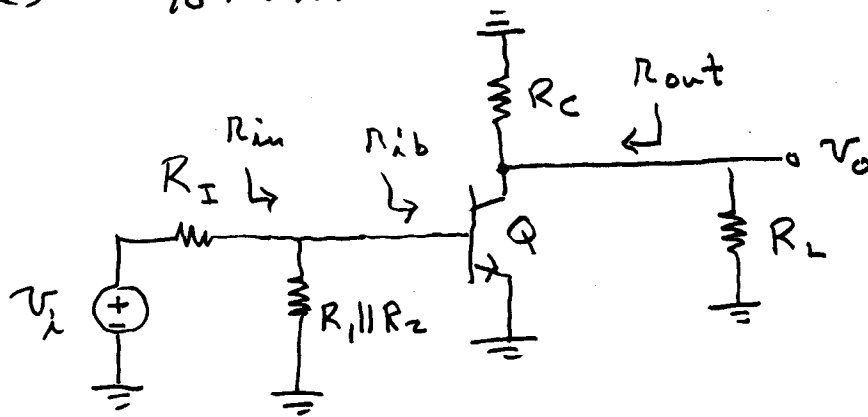 R_C
r_out
v_o
r_in
r_ib
R_I
Q
R_L
v_i
+
−
R_1||R_2